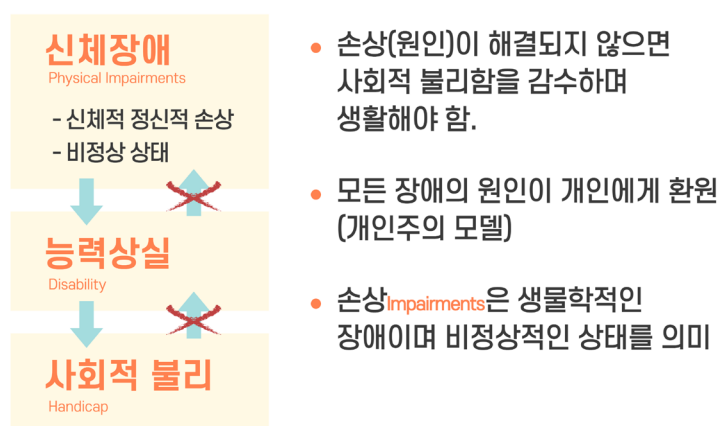 신체장애
Physical Impairments
- 신체적 정신적 손상
- 비정상 상태
능력상실
Disability
사회적 불리
Handicap
● 손상(원인)이 해결되지 않으면
사회적 불리함을 감수하며
생활해야 함.
● 모든 장애의 원인이 개인에게 환원
(개인주의 모델)
● 손상Impairments은 생물학적인
장애이며 비정상적인 상태를 의미